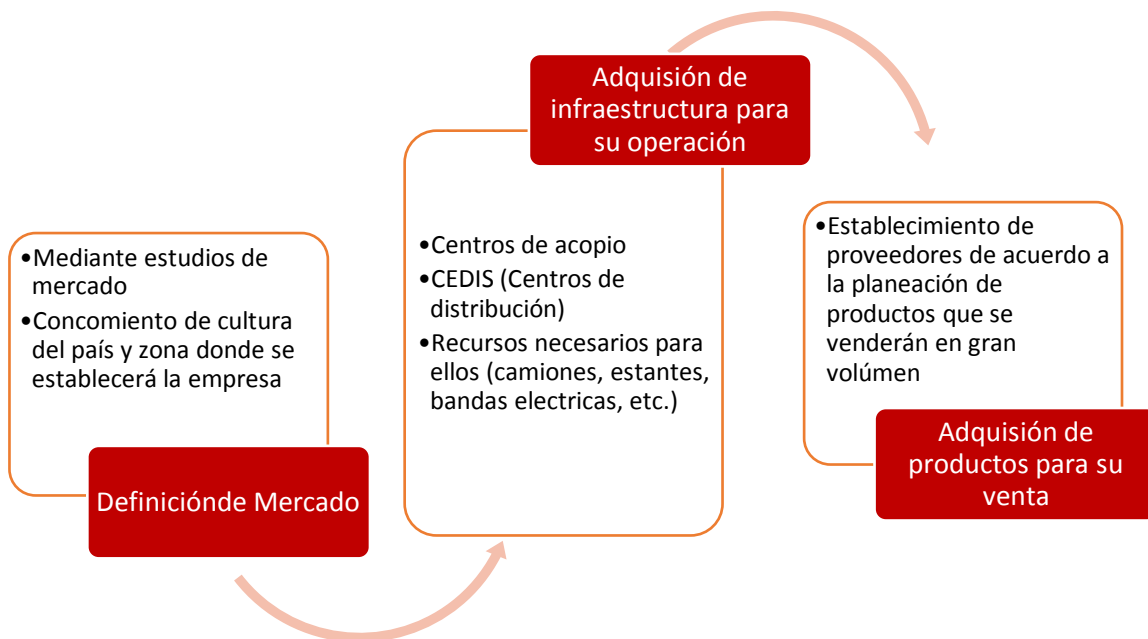 •Mediante estudios de
mercado
•Concomiento de cultura
del país y zona donde se
establecerá la empresa
Definiciónde Mercado
Adquisión de
infraestructura para
su operación
•Centros de acopio
•CEDIS (Centros de
distribución)
•Recursos necesarios para
ellos (camiones, estantes,
bandas electricas, etc.)
•Establecimiento de
proveedores de acuerdo a
la planeación de
productos que se
venderán en gran
volúmen
Adquisión de
productos para su
venta